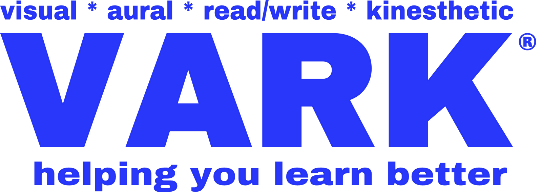 visual * aural * read/write * kinesthetic
VARK®
helping you learn better